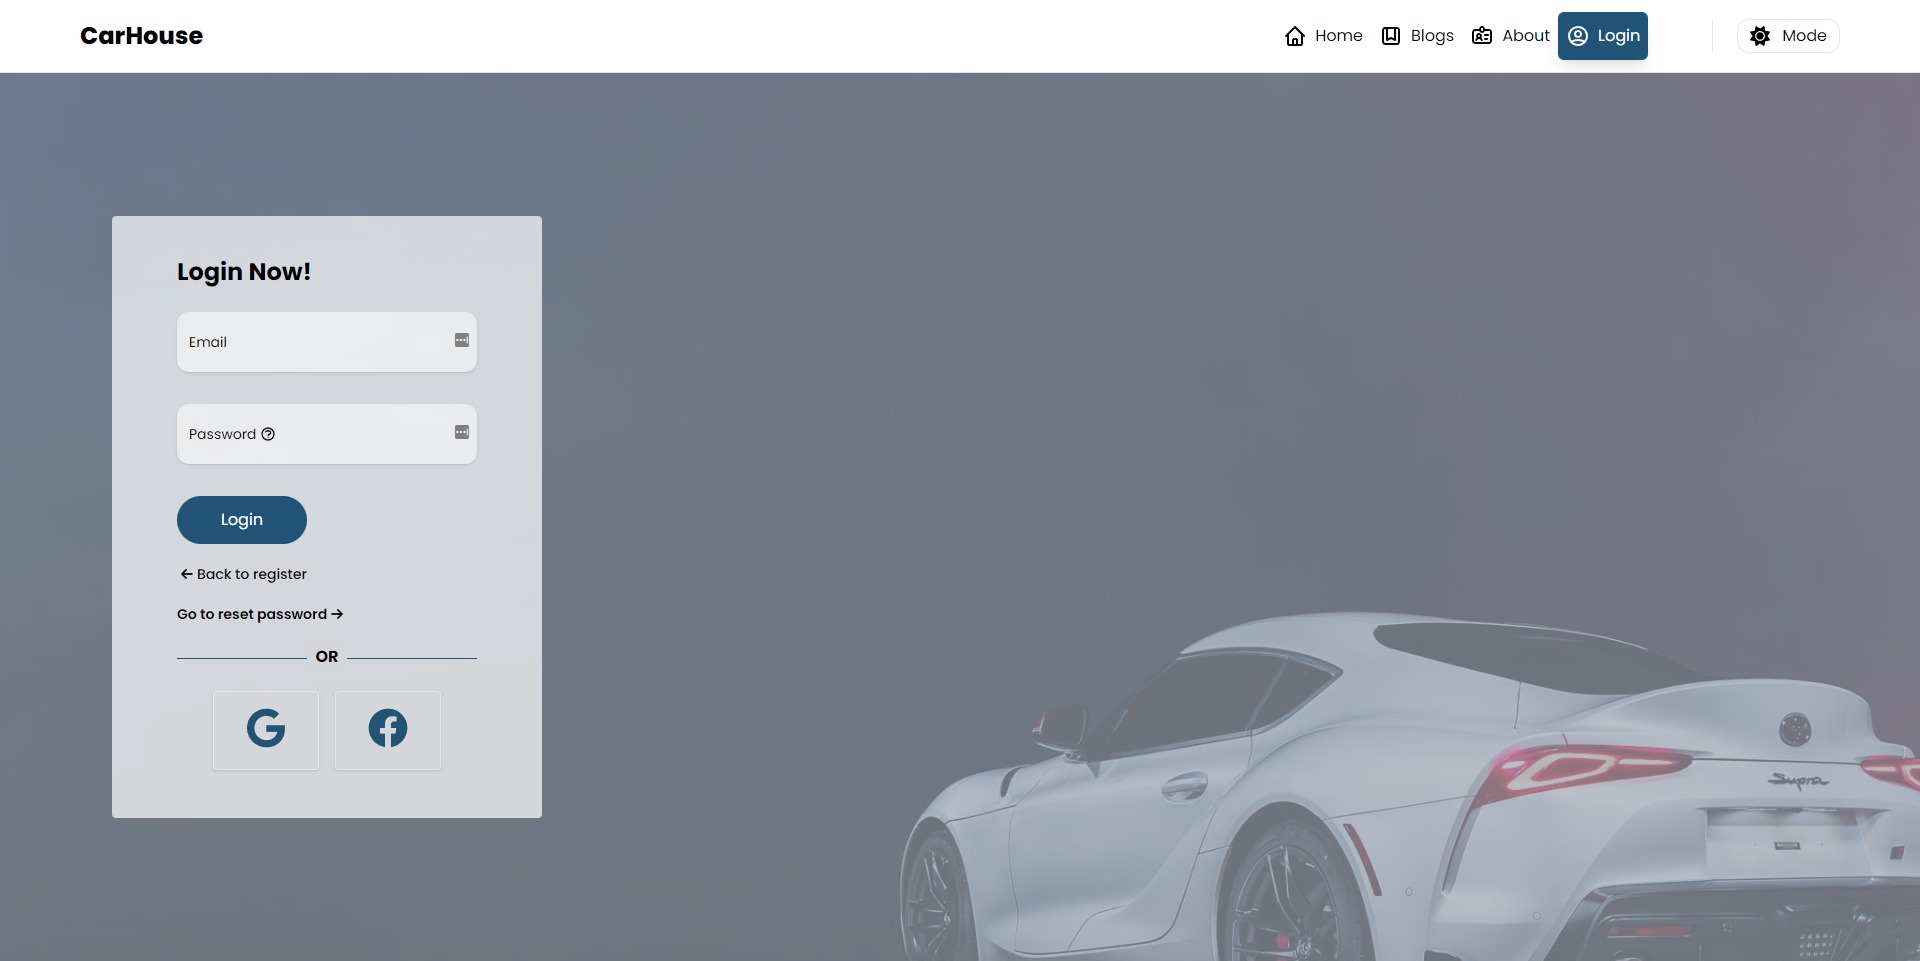 CarHouse
Home Blogs About Login Mode
Login Now!
Email
Password
Login
Back to register
Go to reset password
OR
Supra